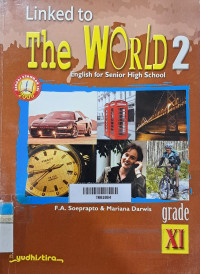 Linked to
The WORLD 2
English for Senior High School
F.A. Soeprapto & Mariana Darwis
grade
XI
yudhistira